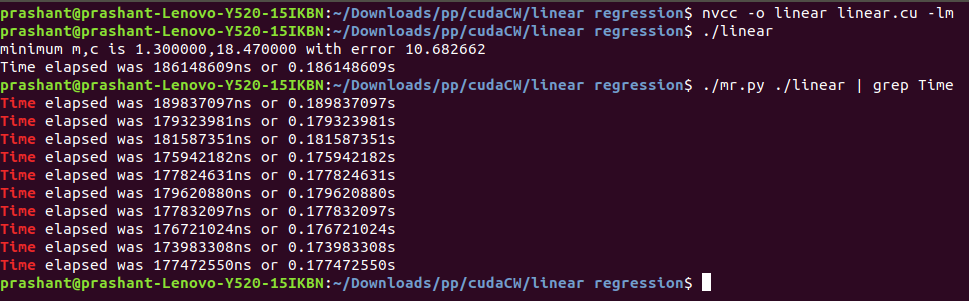 prashant@prashant-Lenovo-Y520-15IKBN:~/Downloads/pp/cudaCW/linear regression$ nvcc -o linear linear.cu -lm
prashant@prashant-Lenovo-Y520-15IKBN:~/Downloads/pp/cudaCW/linear regression$ ./linear
minimum m,c is 1.300000,18.470000 with error 10.682662
Time elapsed was 186148609ns or 0.186148609s
prashant@prashant-Lenovo-Y520-15IKBN:~/Downloads/pp/cudaCW/linear regression$ ./mr.py ./linear | grep Time
Time elapsed was 189837097ns or 0.189837097s
Time elapsed was 179323981ns or 0.179323981s
Time elapsed was 181587351ns or 0.181587351s
Time elapsed was 175942182ns or 0.175942182s
Time elapsed was 177824631ns or 0.177824631s
Time elapsed was 179620880ns or 0.179620880s
Time elapsed was 177832097ns or 0.177832097s
Time elapsed was 176721024ns or 0.176721024s
Time elapsed was 173983308ns or 0.173983308s
Time elapsed was 177472550ns or 0.177472550s
prashant@prashant-Lenovo-Y520-15IKBN:~/Downloads/pp/cudaCW/linear regression$